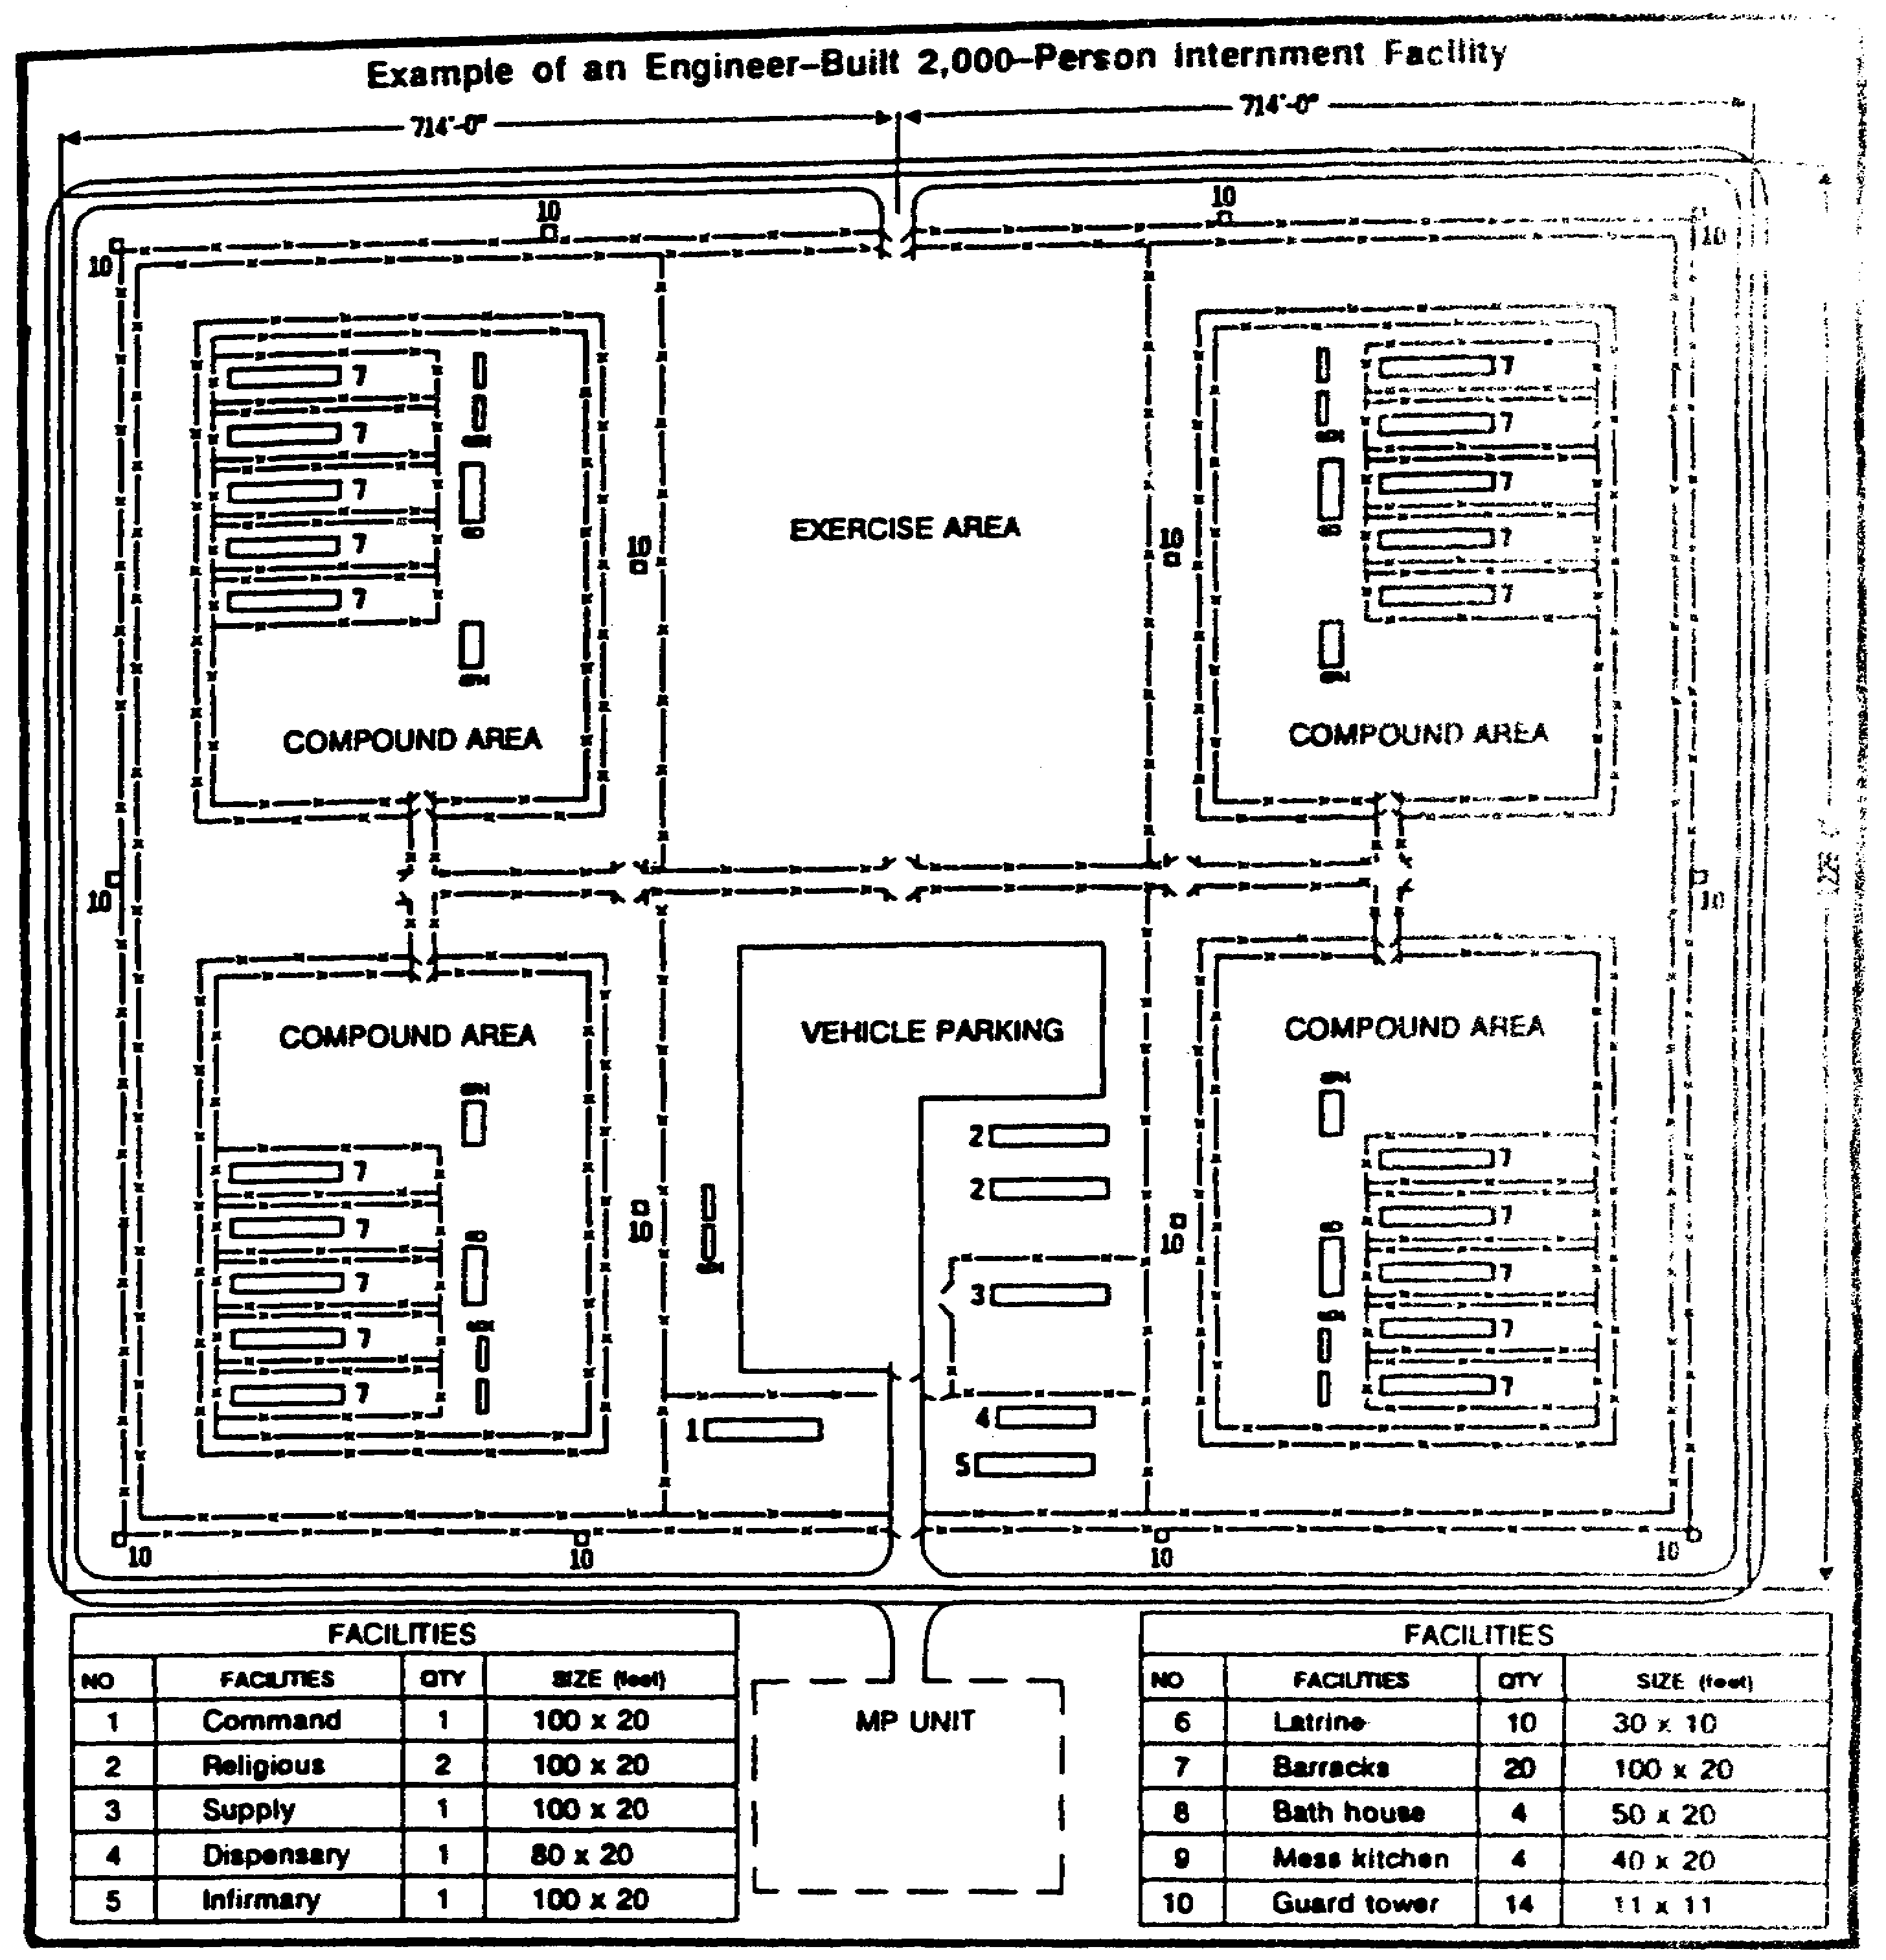 Example of an Engineer-Built 2,000-Person Internment Facility
714'-0"
714'-0"
10
10
10
10
7
7
7
7
7
7
7
7
7
7
10
EXERCISE AREA
10
COMPOUND AREA
COMPOUND AREA
10
10
COMPOUND AREA
VEHICLE PARKING
COMPOUND AREA
2
2
7
7
7
7
7
7
7
7
7
7
10
10
3
1
4
5
10
10
10
10
FACILITIES
NO FACILITIES QTY SIZE (feet)
1 Command 1 100 x 20
2 Religious 2 100 x 20
3 Supply 1 100 x 20
4 Dispensary 1 80 x 20
5 Infirmary 1 100 x 20
MP UNIT
FACILITIES
NO FACILITIES QTY SIZE (feet)
6 Latrine 10 30 x 10
7 Barracks 20 100 x 20
8 Bath house 4 50 x 20
9 Mess kitchen 4 40 x 20
10 Guard tower 14 11 x 11